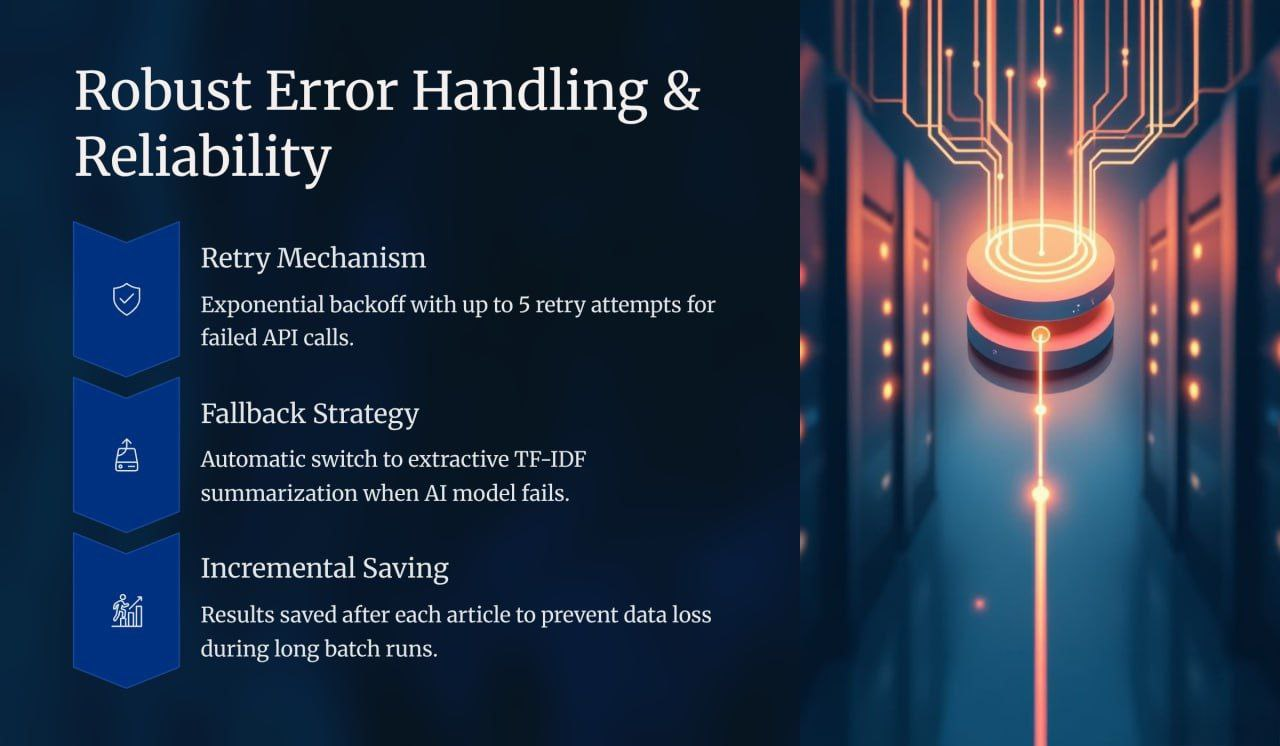 Robust Error Handling &
Reliability
Retry Mechanism
Exponential backoff with up to 5 retry attempts for
failed API calls.
Fallback Strategy
Automatic switch to extractive TF-IDF
summarization when AI model fails.
Incremental Saving
Results saved after each article to prevent data loss
during long batch runs.